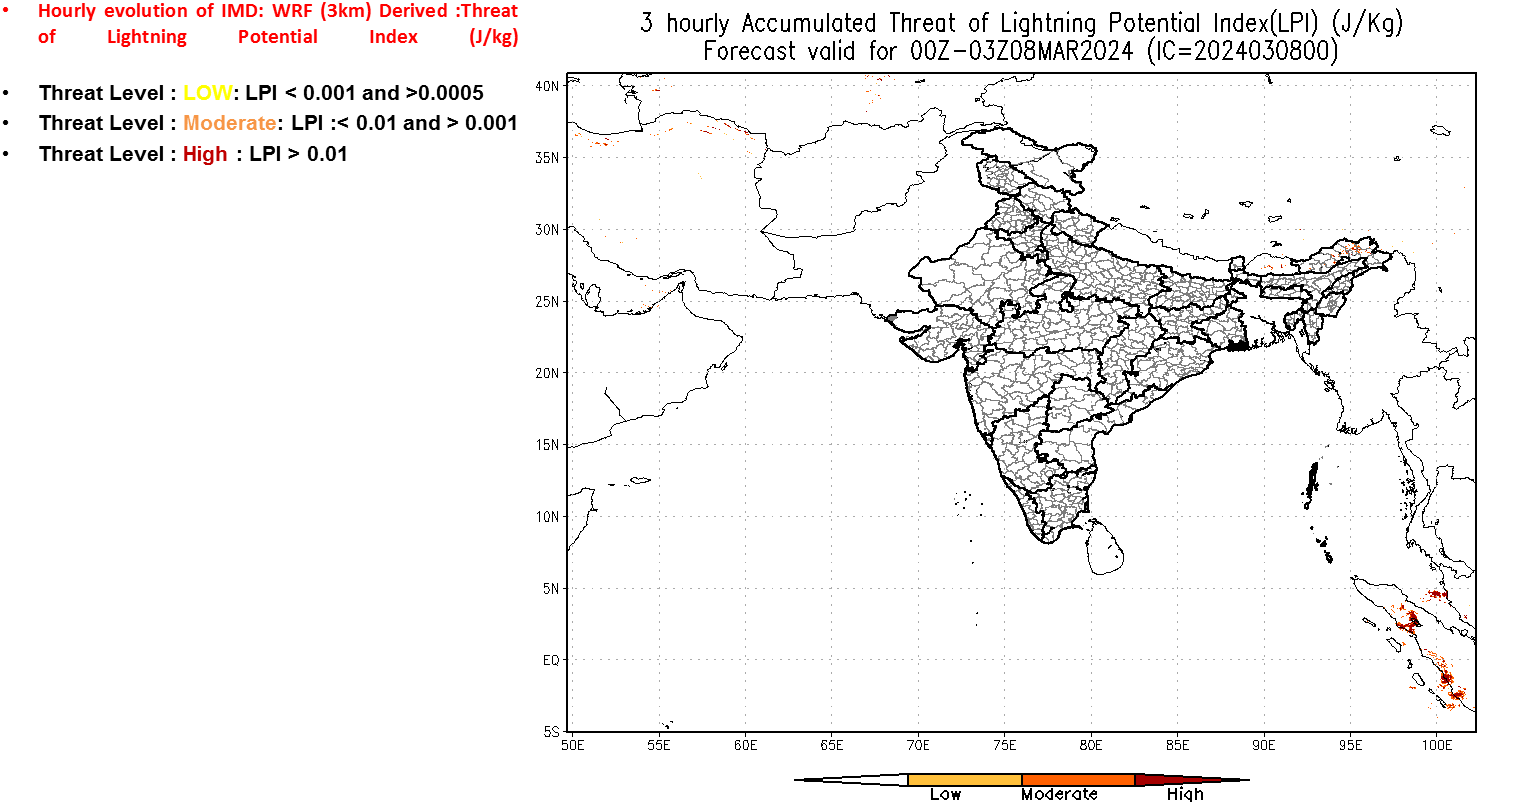 • Hourly evolution of IMD: WRF (3km) Derived :Threat
of Lightning Potential Index (J/kg)
• Threat Level : LOW: LPI < 0.001 and >0.0005
• Threat Level : Moderate: LPI :< 0.01 and > 0.001
• Threat Level : High : LPI > 0.01
3 hourly Accumulated Threat of Lightning Potential Index(LPI) (J/Kg)
Forecast valid for 00Z-03Z08MAR2024 (IC=2024030800)
40N
35N
30N
25N
20N
15N
10N
5N
EQ
5S
50E 55E 60E 65E 70E 75E 80E 85E 90E 95E 100E
Low Moderate High